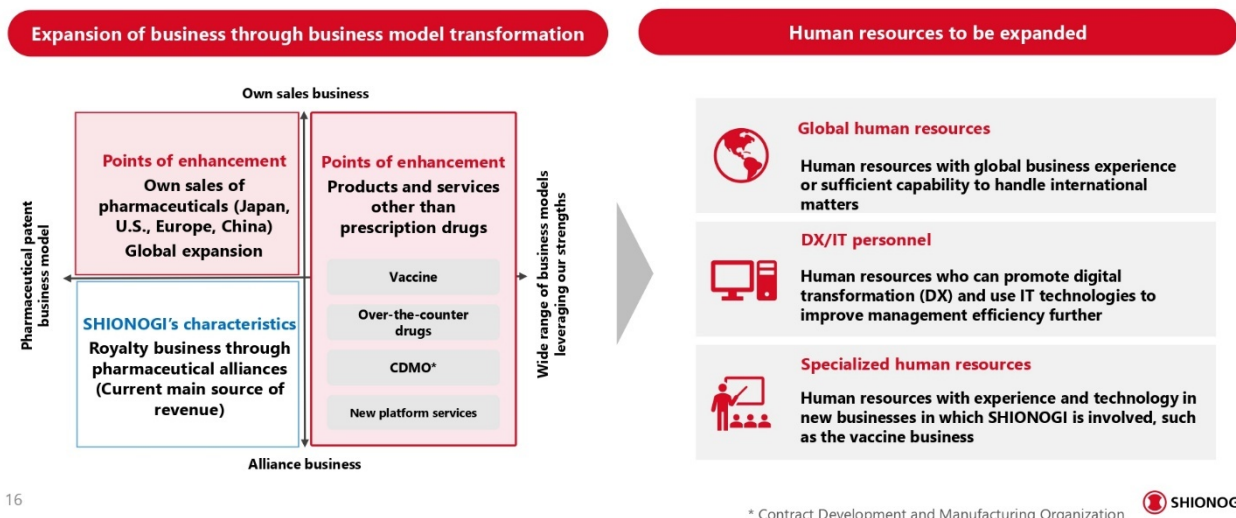 Expansion of business through business model transformation
Human resources to be expanded
Own sales business
Pharmaceutical patent
business model
Points of enhancement
Own sales of
pharmaceuticals (Japan,
U.S., Europe, China)
Global expansion
SHIONOGI's characteristics
Royalty business through
pharmaceutical alliances
(Current main source of
revenue)
Points of enhancement
Products and services
other than
prescription drugs
Vaccine
Over-the-counter
drugs
CDMO*
New platform services
Wide range of business models
leveraging our strengths
Alliance business
Global human resources
Human resources with global business experience
or sufficient capability to handle international
matters
DX/IT personnel
Human resources who can promote digital
transformation (DX) and use IT technologies to
improve management efficiency further
Specialized human resources
Human resources with experience and technology in
new businesses in which SHIONOGI is involved, such
as the vaccine business
16
* Contract Development and Manufacturing Organization
SHIONOG